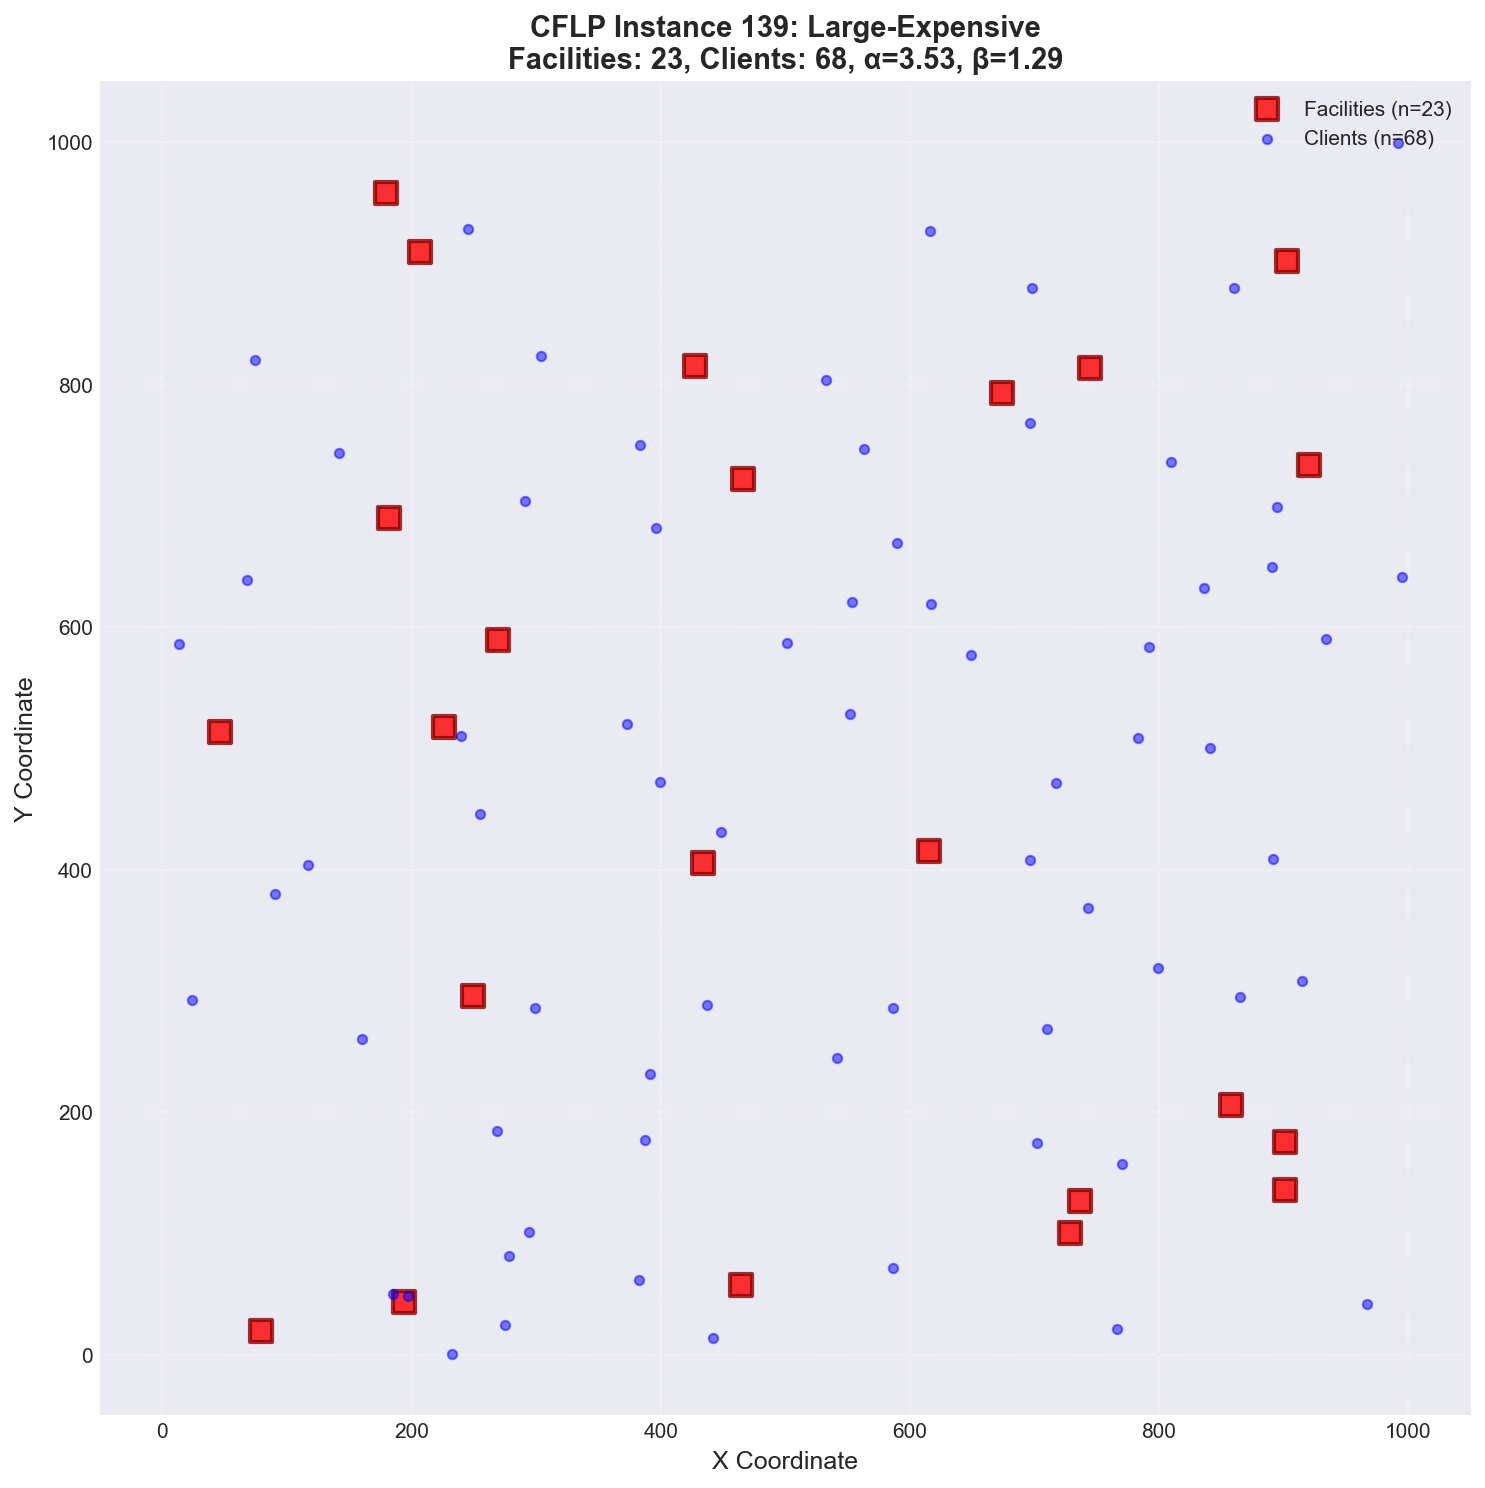 CFLP Instance 139: Large-Expensive
Facilities: 23, Clients: 68, α=3.53, β=1.29
Facilities (n=23)
Clients (n=68)
1000
800
600
400
200
0
Y Coordinate
0 200 400 600 800 1000
X Coordinate